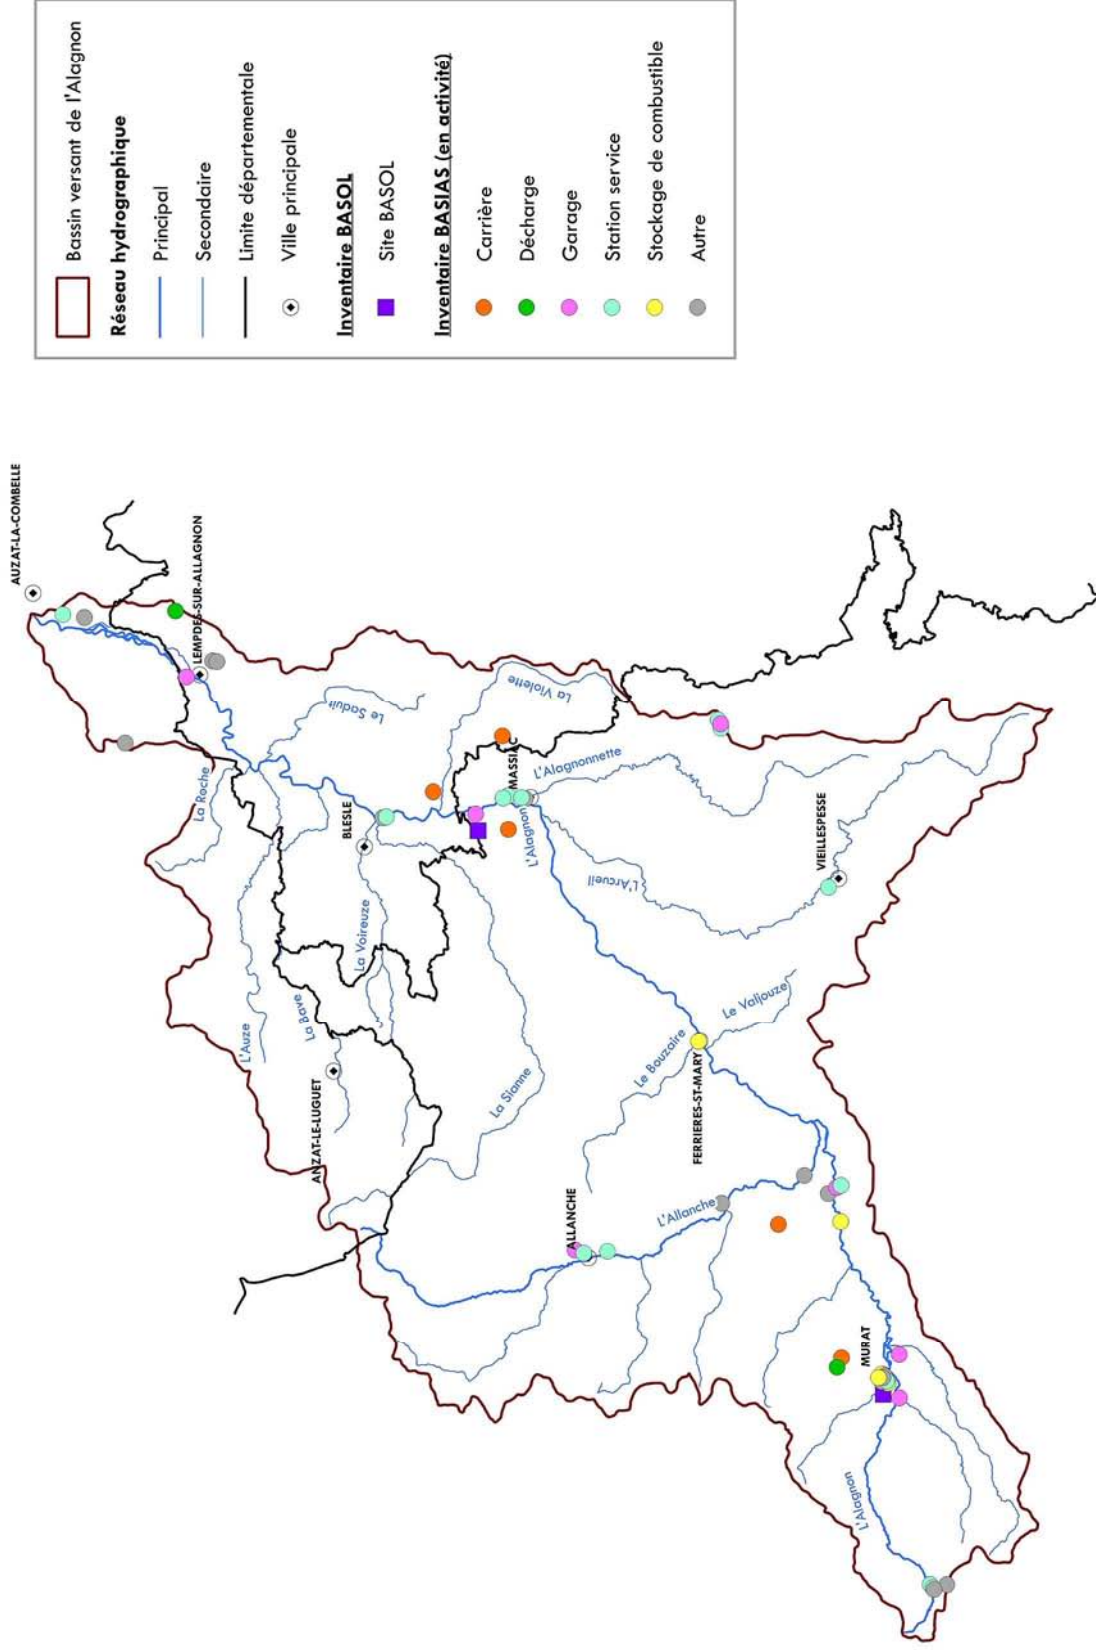 Bassin versant de l'Alagnon
Réseau hydrographique
Principal
Secondaire
Limite départementale
Ville principale
Inventaire BASOL
Site BASOL
Inventaire BASIAS (en activité)
Carrière
Décharge
Garage
Station service
Stockage de combustible
Autre
AUZAT-LA-COMBELLE
LEMPDES-SUR-ALLAGNON
La Roche
Le Saduit
La Violette
L'Auze
BLESLE
MASSIAC
L'Alagnonnette
L'Alagnon
La Voireuze
La Bave
L'Arcueil
VIEILLESPESSE
ANZAT-LE-LUGUET
La Sianne
Le Bouzaire
Le Valjouze
FERRIERES-ST-MARY
ALLANCHE
L'Allanche
MURAT
L'Alagnon